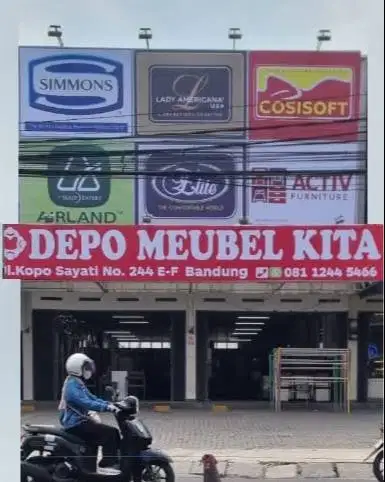 SIMMONS
LADY AMERICANA
USA
COSISOFT
AIRLAND
Elite
THE COMFORTABLE WORLD
ACTIV
FURNITURE
DEPO MEUBEL KITA
Jl.Kopo Sayati No. 244 E-F Bandung 081 1244 5466